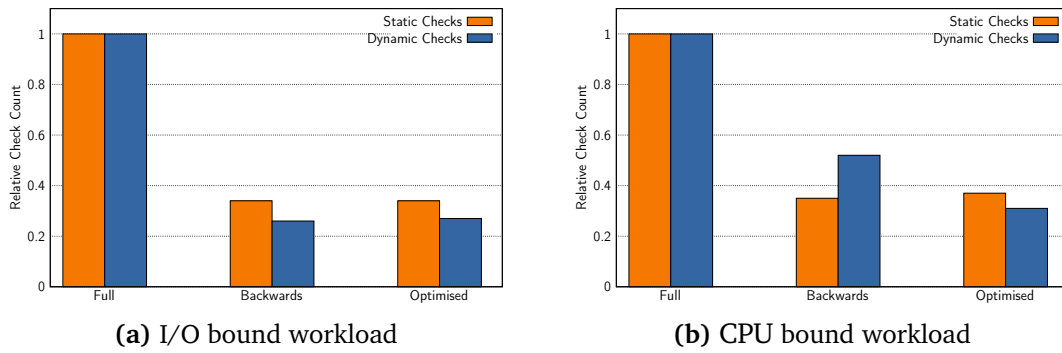 Static Checks
Dynamic Checks
Relative Check Count
1
0.8
0.6
0.4
0.2
0
Full
Backwards
Optimised
(a) I/O bound workload
Static Checks
Dynamic Checks
Relative Check Count
1
0.8
0.6
0.4
0.2
0
Full
Backwards
Optimised
(b) CPU bound workload